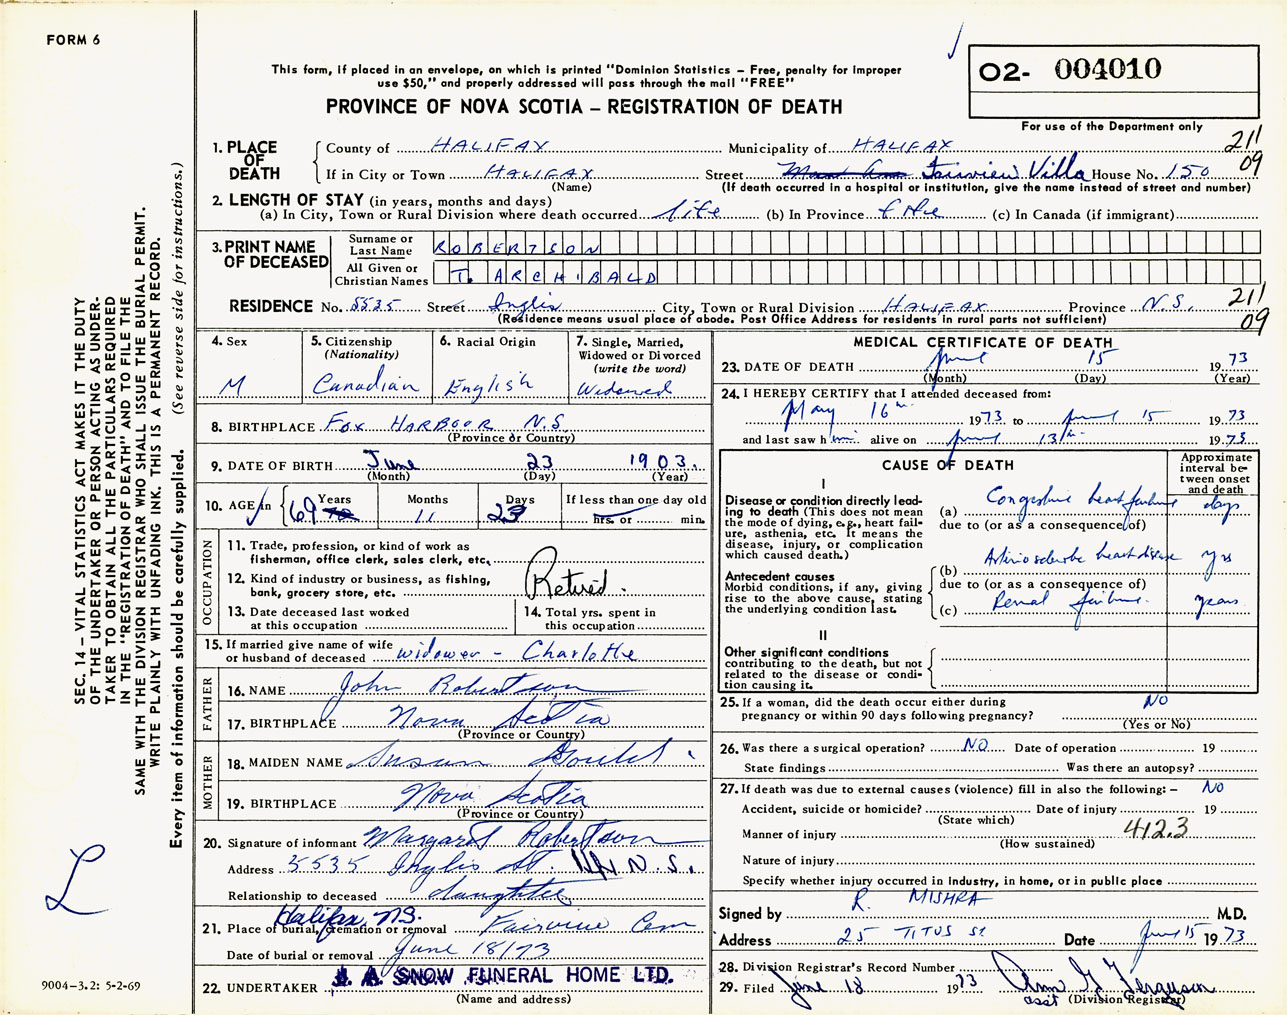 FORM 6
This form, if placed in an envelope, on which is printed "Dominion Statistics – Free, penalty for improper
use $50," and properly addressed will pass through the mail "FREE"
PROVINCE OF NOVA SCOTIA – REGISTRATION OF DEATH
O2- 004010
For use of the Department only
211
09
SEC. 14 – VITAL STATISTICS ACT MAKES IT THE DUTY
OF THE UNDERTAKER OR PERSON ACTING AS UNDER-
TAKER TO OBTAIN ALL THE PARTICULARS REQUIRED
IN THE "REGISTRATION OF DEATH" AND TO FILE THE
SAME WITH THE DIVISION REGISTRAR WHO SHALL ISSUE THE BURIAL PERMIT.
WRITE PLAINLY WITH UNFADING INK. THIS IS A PERMANENT RECORD.
Every item of information should be carefully supplied. (See reverse side for instructions.)
1. PLACE OF DEATH
County of HALIFAX Municipality of HALIFAX
If in City or Town HALIFAX Street Fairview Villa House No. 150
(Name) (If death occurred in a hospital or institution, give the name instead of street and number)
2. LENGTH OF STAY (in years, months and days)
(a) In City, Town or Rural Division where death occurred life (b) In Province life (c) In Canada (if immigrant)
3. PRINT NAME OF DECEASED
Surname or Last Name ROBERTSON
All Given or Christian Names T. ARCHIBALD
RESIDENCE No. 5535 Street Inglis City, Town or Rural Division HALIFAX Province N.S. 211
(Residence means usual place of abode. Post Office Address for residents in rural parts not sufficient) 09
4. Sex M
5. Citizenship (Nationality) Canadian
6. Racial Origin English
7. Single, Married, Widowed or Divorced (write the word) Widowed
8. BIRTHPLACE FOX HARBOUR N.S.
(Province or Country)
9. DATE OF BIRTH June 23 1903.
(Month) (Day) (Year)
10. AGE in 69 Years 11 Months 23 Days If less than one day old hrs. or min.
OCCUPATION
11. Trade, profession, or kind of work as
fisherman, office clerk, sales clerk, etc.
12. Kind of industry or business, as fishing,
bank, grocery store, etc.
Retired.
13. Date deceased last worked
at this occupation
14. Total yrs. spent in
this occupation
15. If married give name of wife
or husband of deceased widower – Charlotte
FATHER
16. NAME John Robertson
17. BIRTHPLACE Nova Scotia
(Province or Country)
MOTHER
18. MAIDEN NAME Susan
19. BIRTHPLACE Nova Scotia
(Province or Country)
20. Signature of informant Margaret Robertson
Address 5535 Inglis St. Hfx N.S.
Relationship to deceased daughter
Halifax, N.S.
21. Place of burial, cremation or removal Fairview Cem
Date of burial or removal June 18/73
22. UNDERTAKER J. A. SNOW FUNERAL HOME LTD.
(Name and address)
9004-3.2: 5-2-69
MEDICAL CERTIFICATE OF DEATH
23. DATE OF DEATH June 15 1973
(Month) (Day) (Year)
24. I HEREBY CERTIFY that I attended deceased from:
May 16th 1973 to June 15 1973
and last saw him alive on June 13th 1973
CAUSE OF DEATH
Approximate interval between onset and death
I
Disease or condition directly lead-
ing to death (This does not mean
the mode of dying, e.g., heart fail-
ure, asthenia, etc. It means the
disease, injury, or complication
which caused death.)
(a) Congestive heart failure days
due to (or as a consequence of)
Antecedent causes
Morbid conditions, if any, giving
rise to the above cause, stating
the underlying condition last.
(b) Arteriosclerotic heart disease yrs
due to (or as a consequence of)
(c) Renal failure. years
II
Other significant conditions
contributing to the death, but not
related to the disease or condi-
tion causing it.
25. If a woman, did the death occur either during
pregnancy or within 90 days following pregnancy? NO
(Yes or No)
26. Was there a surgical operation? NO Date of operation 19
State findings Was there an autopsy?
27. If death was due to external causes (violence) fill in also the following: – NO
Accident, suicide or homicide? Date of injury 19
(State which)
Manner of injury 412.3
(How sustained)
Nature of injury
Specify whether injury occurred in industry, in home, or in public place
Signed by R. MISHRA M.D.
Address 25 TITUS St Date June 15 1973
28. Division Registrar's Record Number
29. Filed June 18 1973 Ann G Ferguson
asst (Division Registrar)